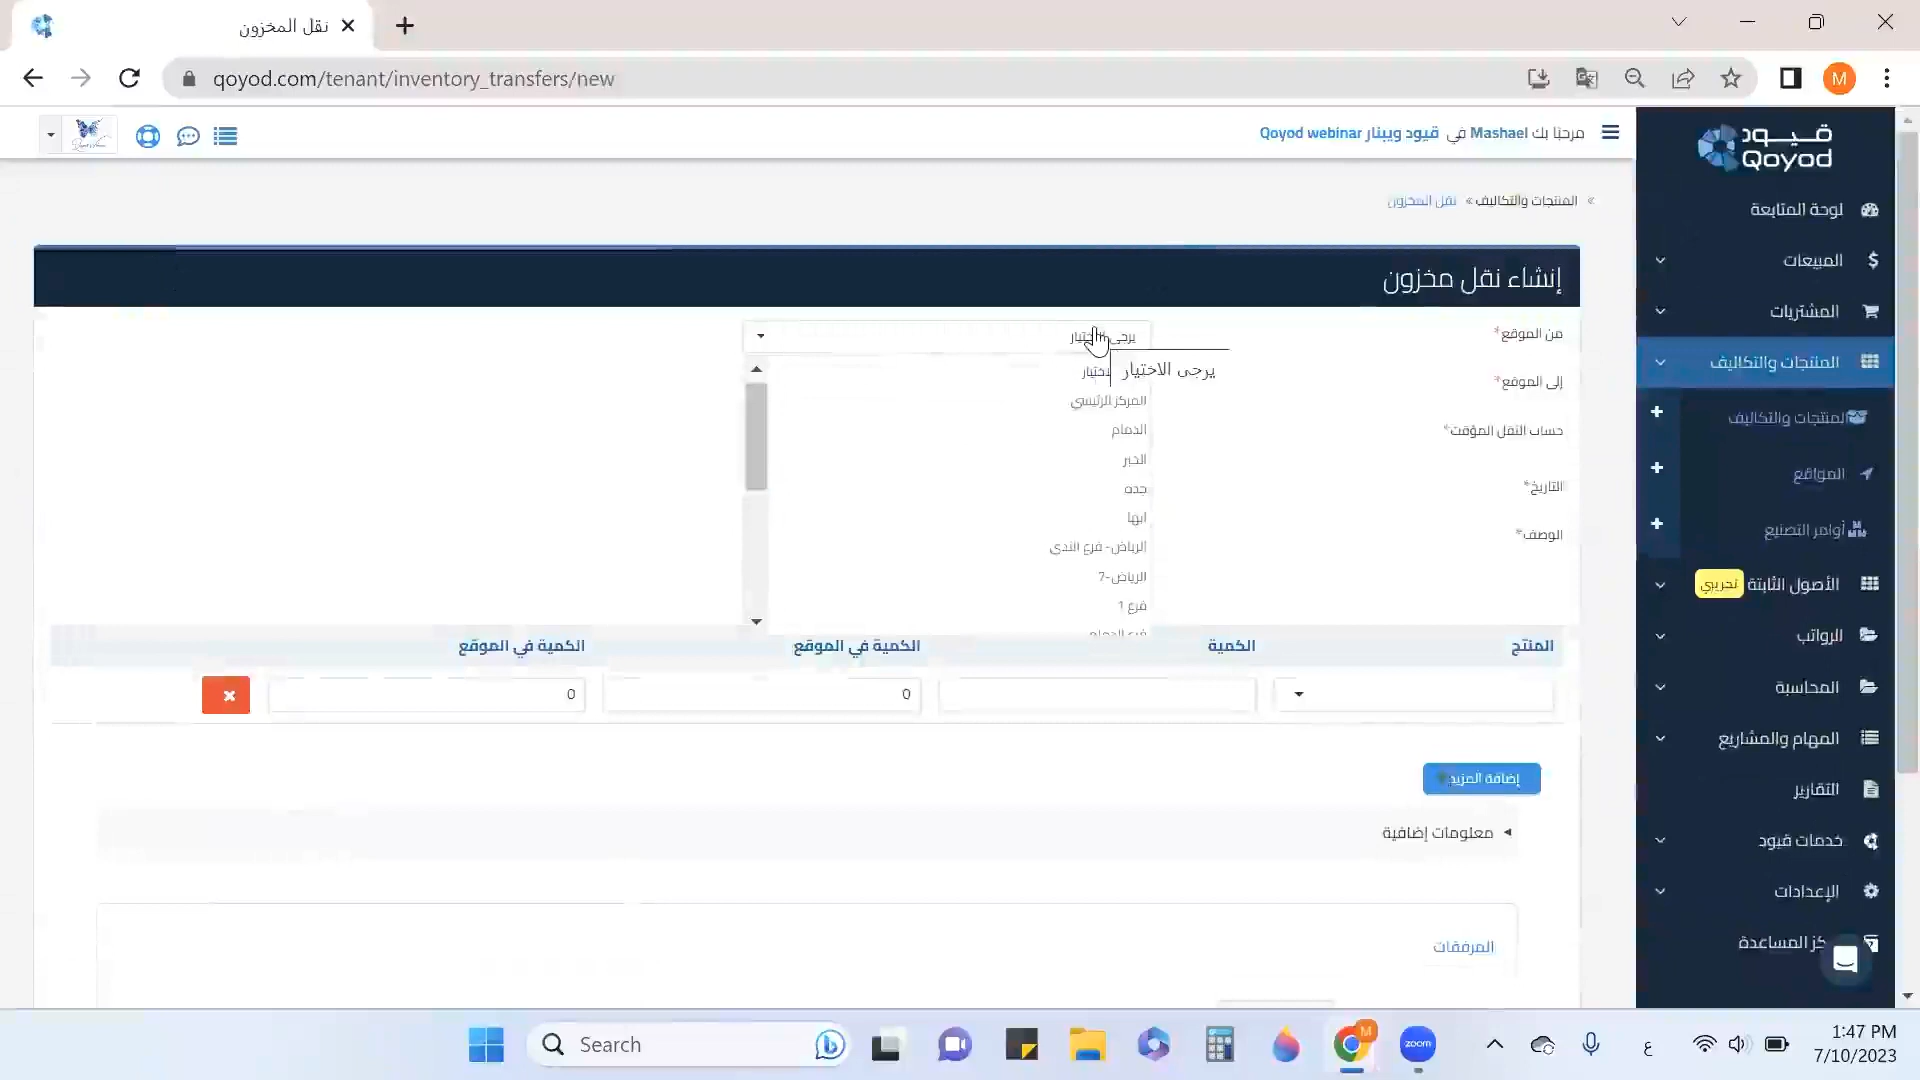 نقل المخزون
qoyod.com/tenant/inventory_transfers/new
M
مرحبًا بك Mashael في قيود ويبنار Qoyod webinar
قيود
Qoyod
» المنتجات والتكاليف » نقل المخزون
إنشاء نقل مخزون
من الموقع*
يرجى الاختيار
يرجى الاختيار
إلى الموقع*
حساب النقل المؤقت*
التاريخ*
الوصف*
المركز الرئيسي
الدمام
الخبر
جده
ابها
الرياض- فرع الندى
الرياض-7
فرع 1
فرع الدمام
المنتج
الكمية
الكمية في الموقع
الكمية في الموقع
0
0
إضافة المزيد
معلومات إضافية
المرفقات
لوحة المتابعة
المبيعات
المشتريات
المنتجات والتكاليف
المنتجات والتكاليف
المواقع
أوامر التصنيع
الأصول الثابتة تجريبي
الرواتب
المحاسبة
المهام والمشاريع
التقارير
خدمات قيود
الإعدادات
المساعدة
Search
M
zoom
ع
1:47 PM
7/10/2023